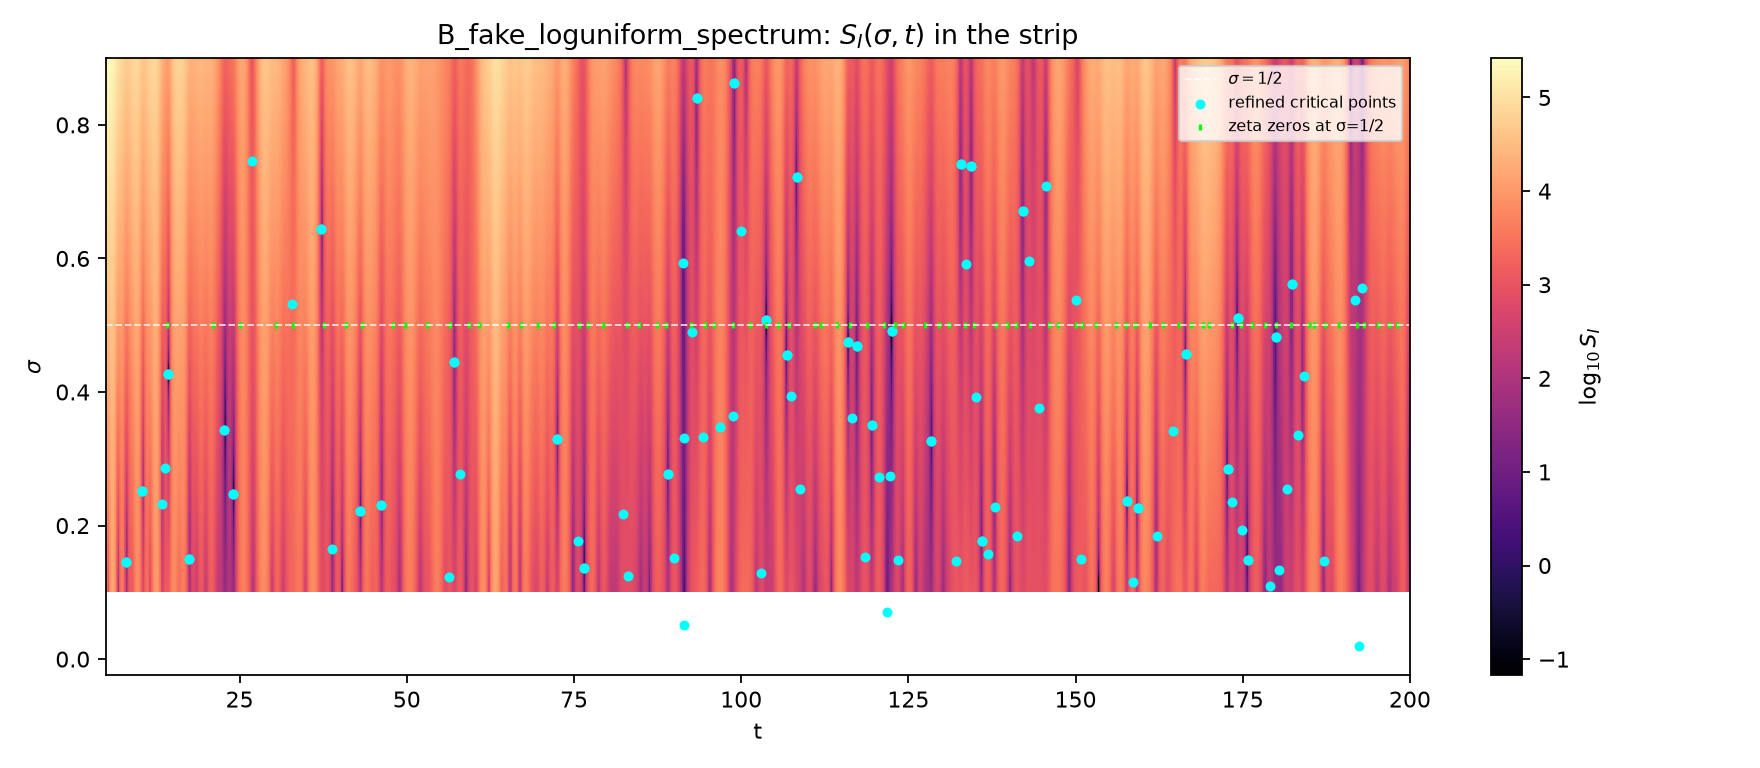 B_fake_loguniform_spectrum: S_I(σ, t) in the strip
σ = 1/2
refined critical points
zeta zeros at σ=1/2
σ
0.8
0.6
0.4
0.2
0.0
25 50 75 100 125 150 175 200
t
5
4
3
2
1
0
−1
log₁₀ S_I